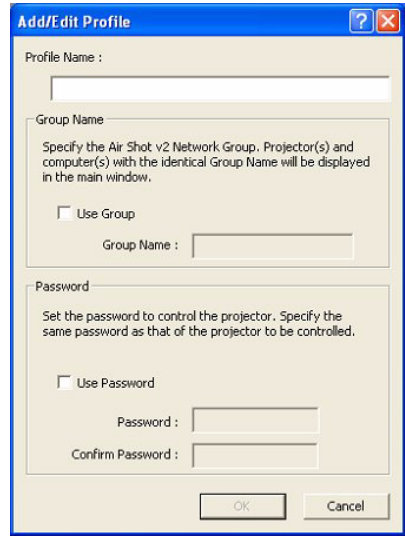 Add/Edit Profile
Profile Name :
Group Name
Specify the Air Shot v2 Network Group. Projector(s) and
computer(s) with the identical Group Name will be displayed
in the main window.
Use Group
Group Name :
Password
Set the password to control the projector. Specify the
same password as that of the projector to be controlled.
Use Password
Password :
Confirm Password :
OK Cancel